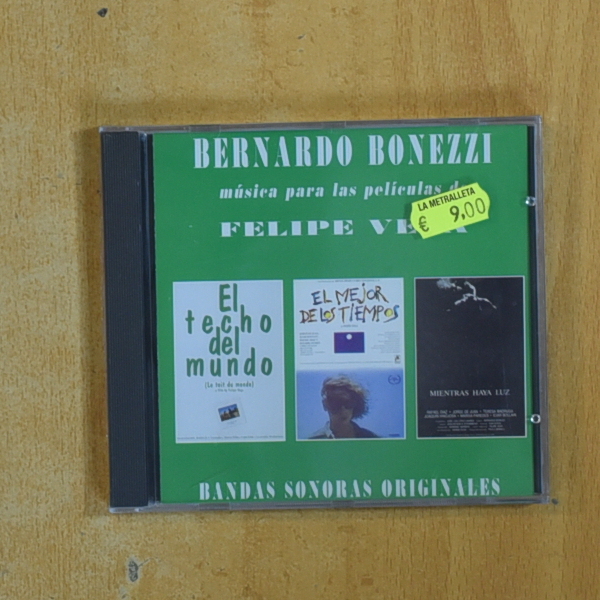 BERNARDO BONEZZI
música para las películas d
LA METRALLETA
€ 9,00
FELIPE VE A
El
techo
del
mundo
(Le toit du monde)
EL MEJOR
DE LOS TIEMPOS
MIENTRAS HAYA LUZ
BANDAS SONORAS ORIGINALES